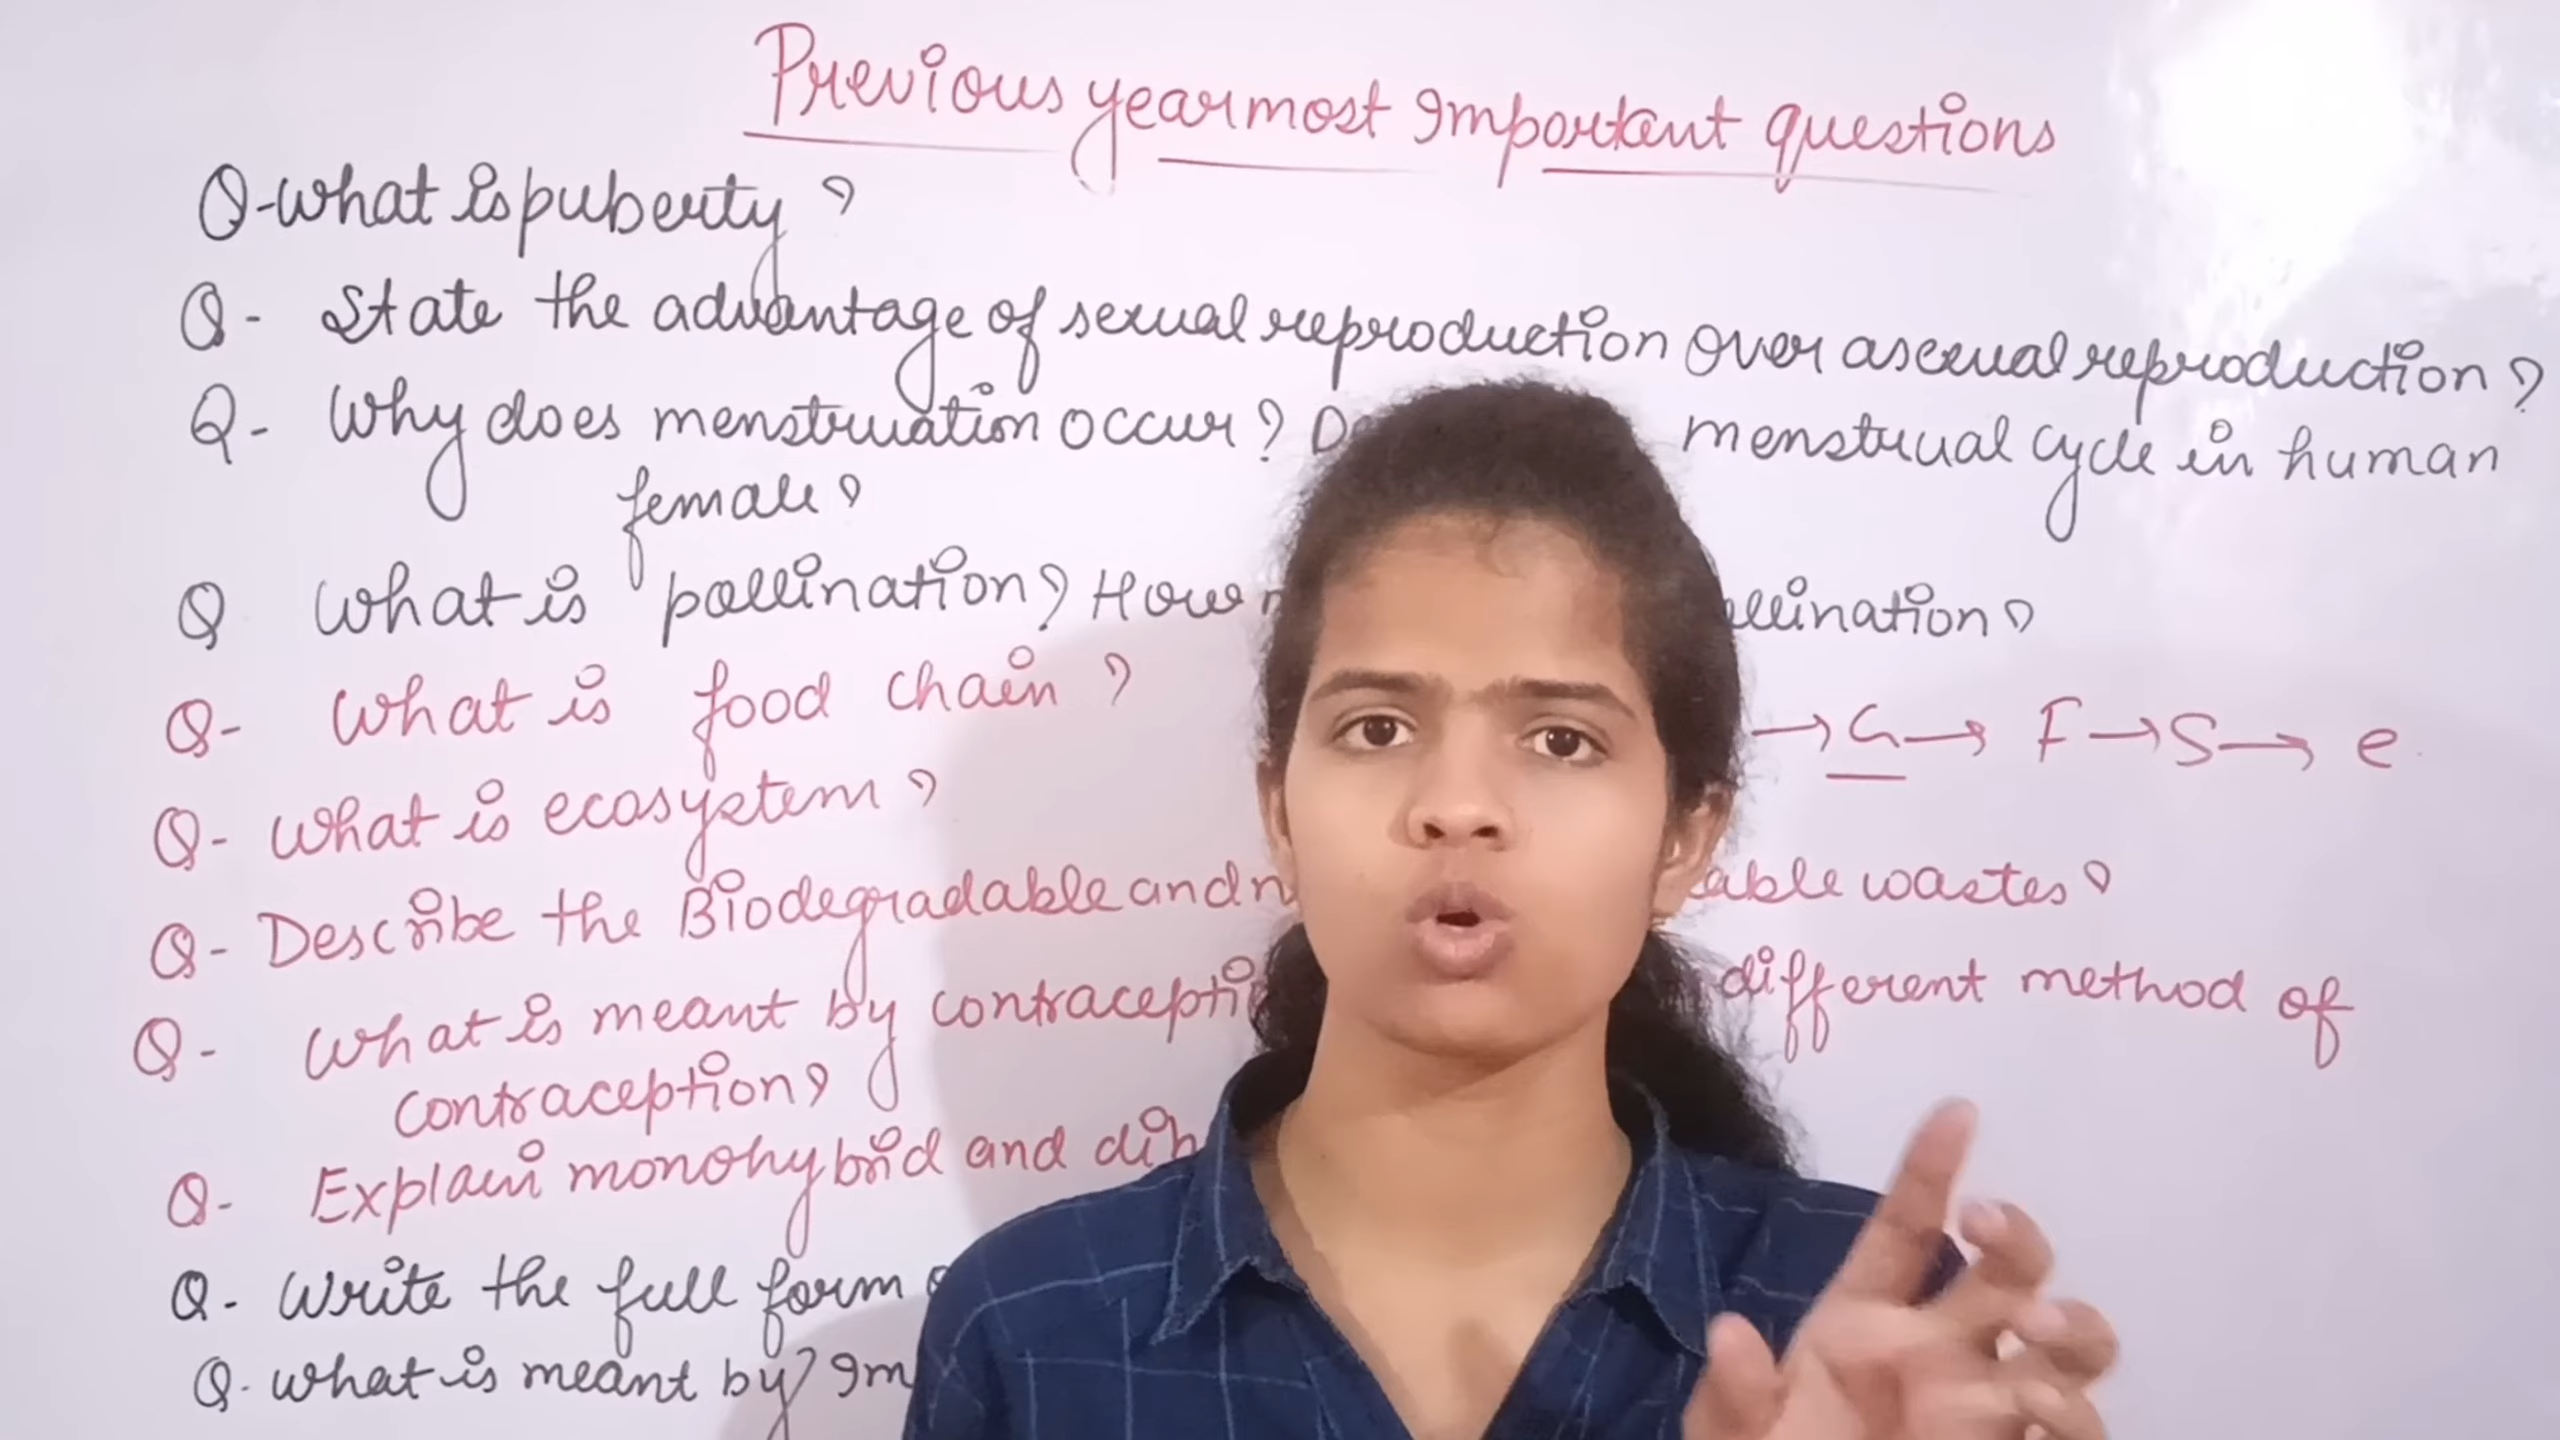 Previous year most Important questions
Q-what is puberty?
Q- State the advantage of sexual reproduction over asexual reproduction?
Q- Why does menstruation occur? menstrual cycle in human
female?
Q What is pollination? How
Q- What is food chain? →G→ F→S→ e
Q- What is ecosystem?
Q- Describe the Biodegradable and wastes?
Q- What is meant by different method of
contraception?
Q- Explain monohybrid and
Q- Write the full form
Q. what is meant by